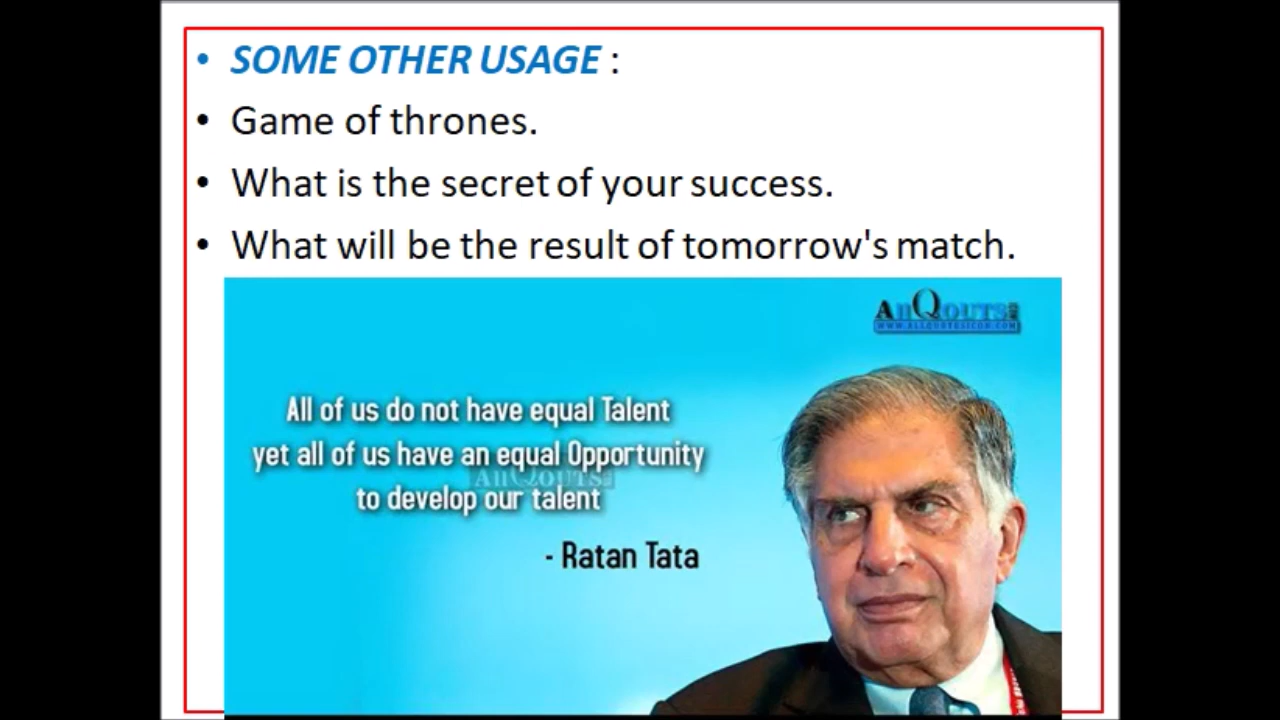 SOME OTHER USAGE :
Game of thrones.
What is the secret of your success.
What will be the result of tomorrow's match.
AllQouts
WWW.ALLQUOTESICON.COM
All of us do not have equal Talent
yet all of us have an equal Opportunity
AllQouts
to develop our talent
- Ratan Tata